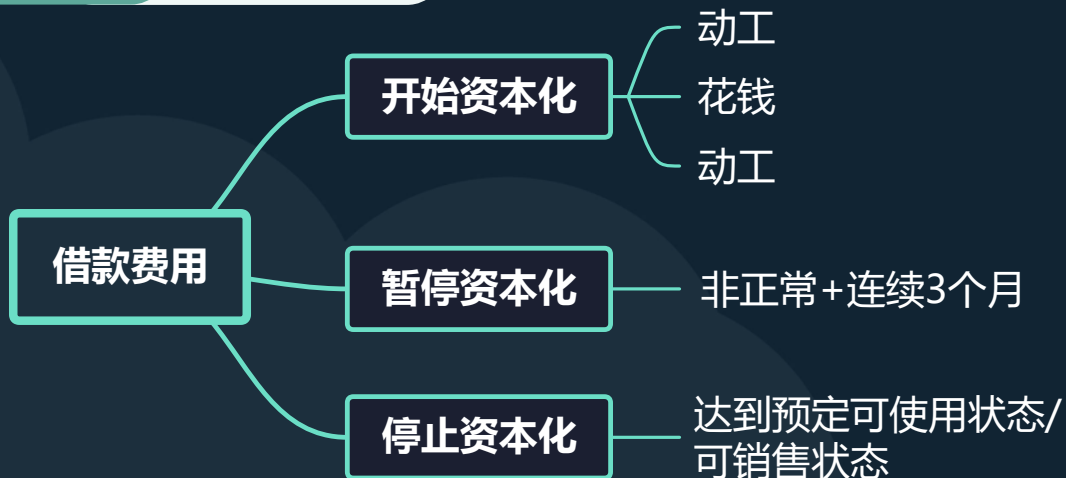 动工
开始资本化
花钱
动工
借款费用
暂停资本化
非正常+连续3个月
停止资本化
达到预定可使用状态/
可销售状态